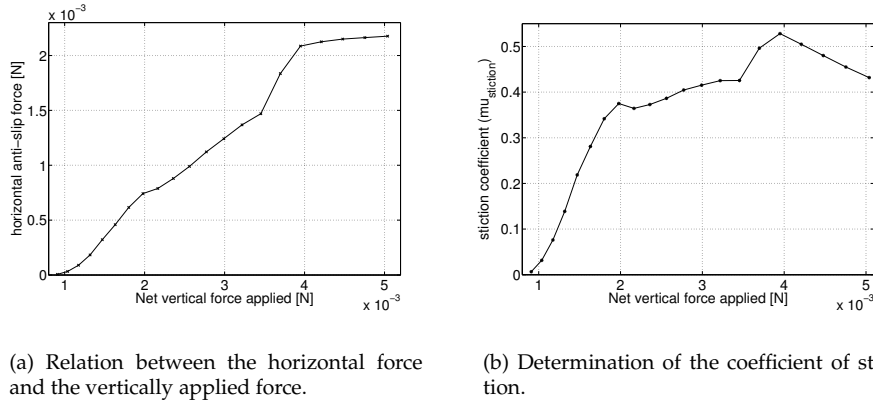 x 10⁻³
2
1.5
1
0.5
0
horizontal anti−slip force [N]
1 2 3 4 5
Net vertical force applied [N]
x 10⁻³
0.5
0.4
0.3
0.2
0.1
0
stiction coefficient (mu_stiction)
1 2 3 4 5
Net vertical force applied [N]
x 10⁻³
(a) Relation between the horizontal force
and the vertically applied force.
(b) Determination of the coefficient of st
tion.